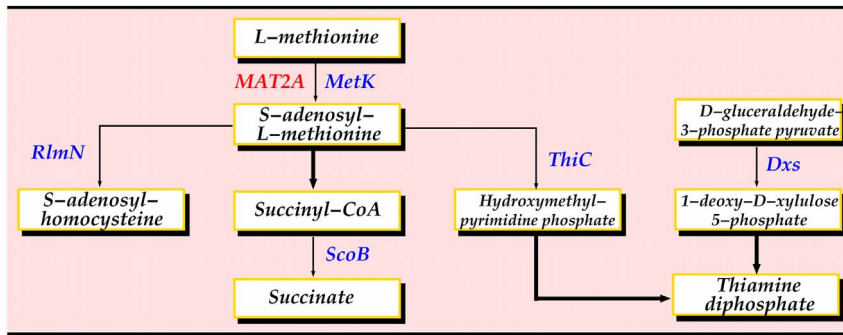 L-methionine
MAT2A MetK
S-adenosyl-
L-methionine
D-gluceraldehyde-
3-phosphate pyruvate
RlmN
ThiC
Dxs
S-adenosyl-
homocysteine
Succinyl-CoA
Hydroxymethyl-
pyrimidine phosphate
1-deoxy-D-xylulose
5-phosphate
ScoB
Succinate
Thiamine
diphosphate